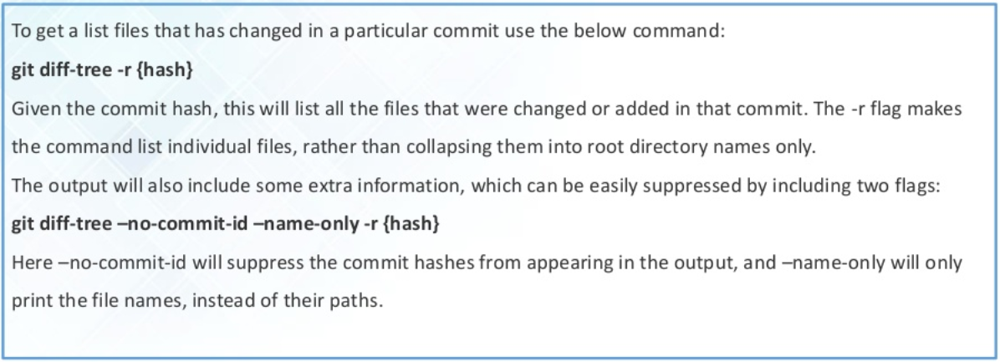 To get a list files that has changed in a particular commit use the below command:
git diff-tree -r {hash}
Given the commit hash, this will list all the files that were changed or added in that commit. The -r flag makes
the command list individual files, rather than collapsing them into root directory names only.
The output will also include some extra information, which can be easily suppressed by including two flags:
git diff-tree –no-commit-id –name-only -r {hash}
Here –no-commit-id will suppress the commit hashes from appearing in the output, and –name-only will only
print the file names, instead of their paths.